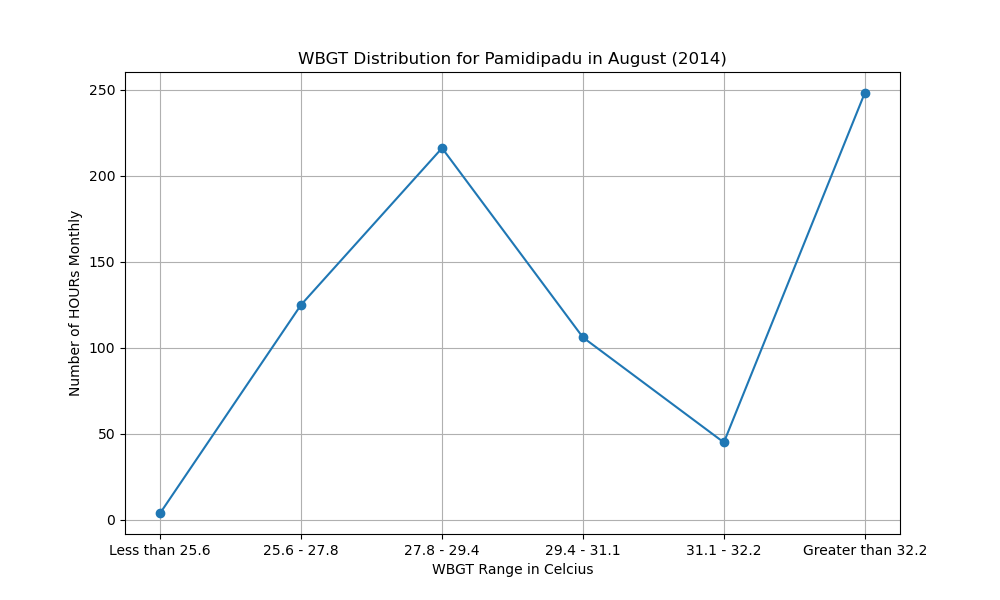 WBGT Distribution for Pamidipadu in August (2014)
Number of HOURs Monthly
250
200
150
100
50
0
Less than 25.6 25.6 - 27.8 27.8 - 29.4 29.4 - 31.1 31.1 - 32.2 Greater than 32.2
WBGT Range in Celcius